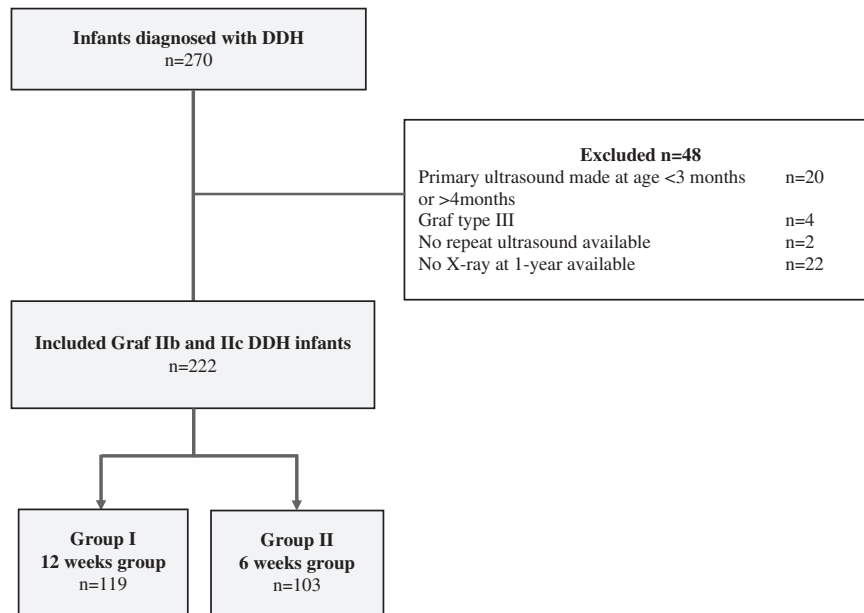 Infants diagnosed with DDH
n=270
Excluded n=48
Primary ultrasound made at age <3 months n=20
or >4months
Graf type III n=4
No repeat ultrasound available n=2
No X-ray at 1-year available n=22
Included Graf IIb and IIc DDH infants
n=222
Group I
12 weeks group
n=119
Group II
6 weeks group
n=103